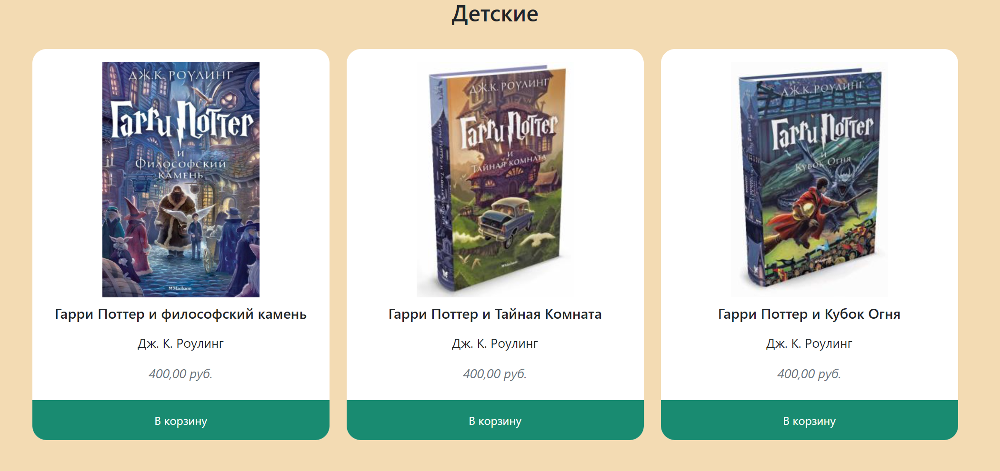 Детские
ДЖ.К. РОУЛИНГ
Гарри Поттер
и
Философский
камень
Machaon
Гарри Поттер и философский камень
Дж. К. Роулинг
400,00 руб.
В корзину
ДЖ.К. РОУЛИНГ
Гарри Поттер
и
Тайная комната
Machaon
Гарри Поттер и Тайная Комната
Дж. К. Роулинг
400,00 руб.
В корзину
ДЖ.К. РОУЛИНГ
Гарри Поттер
и
Кубок Огня
Гарри Поттер и Кубок Огня
Дж. К. Роулинг
400,00 руб.
В корзину